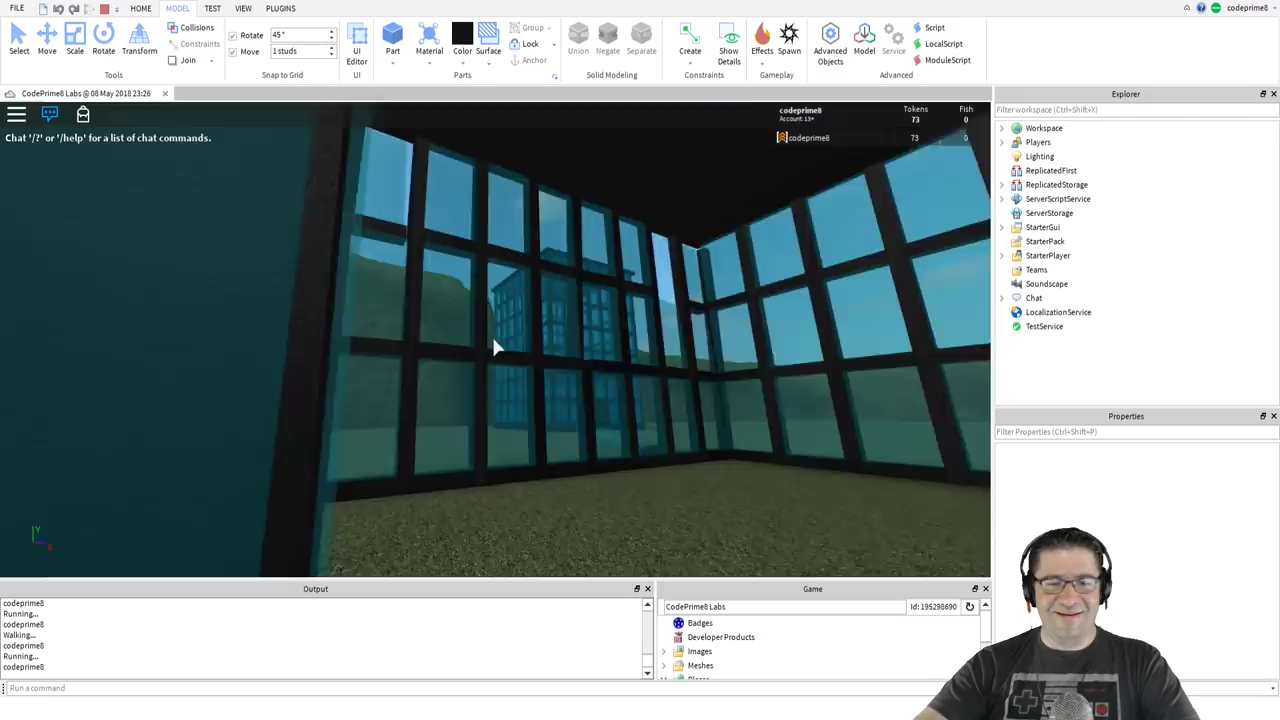 FILE HOME MODEL TEST VIEW PLUGINS codeprime8
Select Move Scale Rotate Transform
Collisions
Constraints
Join
Tools
Rotate 45°
Move 1 studs
Snap to Grid
UI Editor
UI
Part Material Color Surface
Group
Lock
Anchor
Parts
Union Negate Separate
Solid Modeling
Create Show Details
Constraints
Effects Spawn
Gameplay
Advanced Objects Model Service
Script
LocalScript
ModuleScript
Advanced
CodePrime8 Labs @ 08 May 2018 23:26
Chat '/?' or '/help' for a list of chat commands.
codeprime8 Tokens Fish
Account: 13+ 73 0
codeprime8 73 0
Y
X
Explorer
Filter workspace (Ctrl+Shift+X)
Workspace
Players
Lighting
ReplicatedFirst
ReplicatedStorage
ServerScriptService
ServerStorage
StarterGui
StarterPack
StarterPlayer
Teams
Soundscape
Chat
LocalizationService
TestService
Properties
Filter Properties (Ctrl+Shift+P)
Output
codeprime8
Running...
codeprime8
Walking...
codeprime8
Running...
codeprime8
Game
CodePrime8 Labs Id: 195298690
Badges
Developer Products
Images
Meshes
Run a command